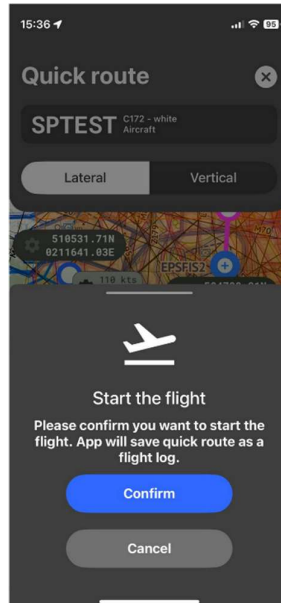 15:36
95
Quick route
SPTEST
C172 - white
Aircraft
Lateral
Vertical
510531.71N
0211641.03E
EPSFIS2
110 kts
Start the flight
Please confirm you want to start the
flight. App will save quick route as a
flight log.
Confirm
Cancel